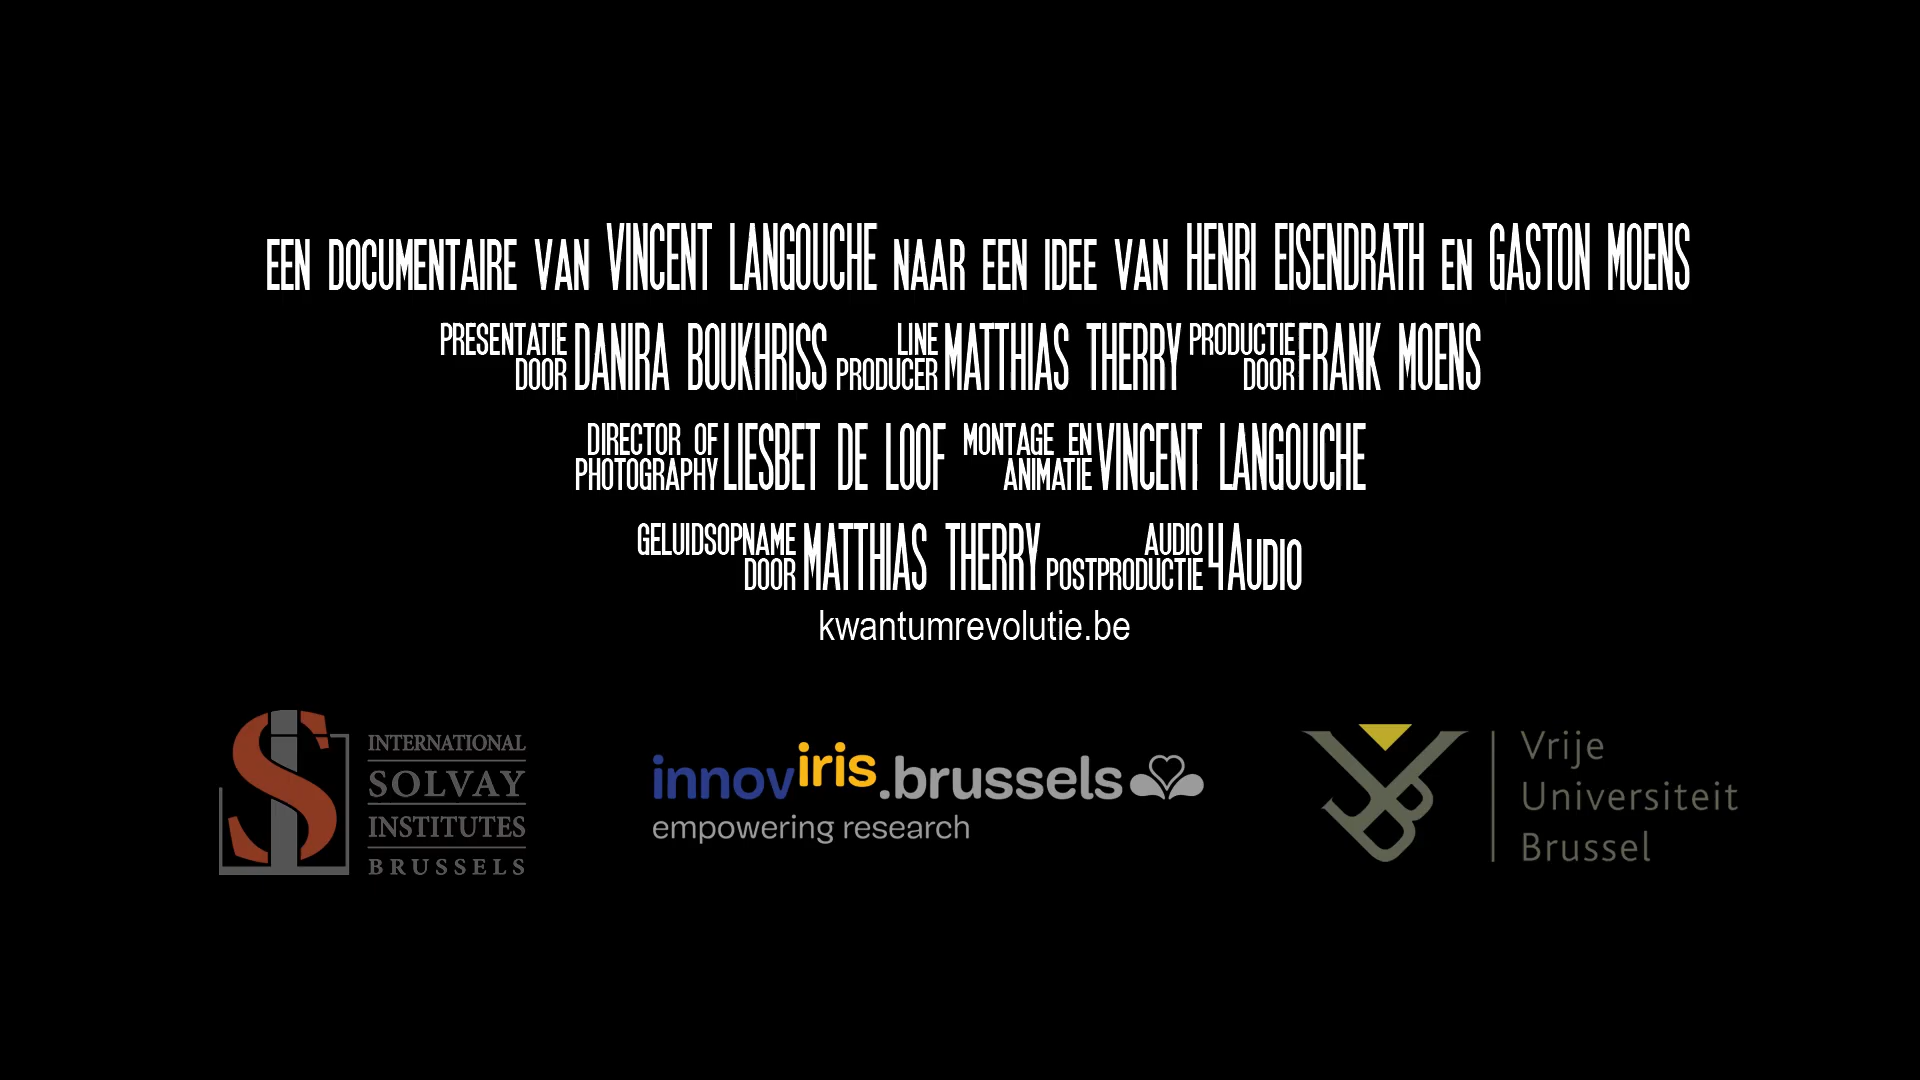 EEN DOCUMENTAIRE VAN VINCENT LANGOUCHE NAAR EEN IDEE VAN HENRI EISENDRATH EN GASTON MOENS
PRESENTATIE DOOR DANIRA BOUKHRISS LINE PRODUCER MATTHIAS THERRY PRODUCTIE DOOR FRANK MOENS
DIRECTOR OF PHOTOGRAPHY LIESBET DE LOOF MONTAGE EN ANIMATIE VINCENT LANGOUCHE
GELUIDSOPNAME DOOR MATTHIAS THERRY AUDIO POSTPRODUCTIE 4AUDIO
kwantumrevolutie.be
INTERNATIONAL
SOLVAY
INSTITUTES
BRUSSELS
innoviris.brussels
empowering research
Vrije
Universiteit
Brussel